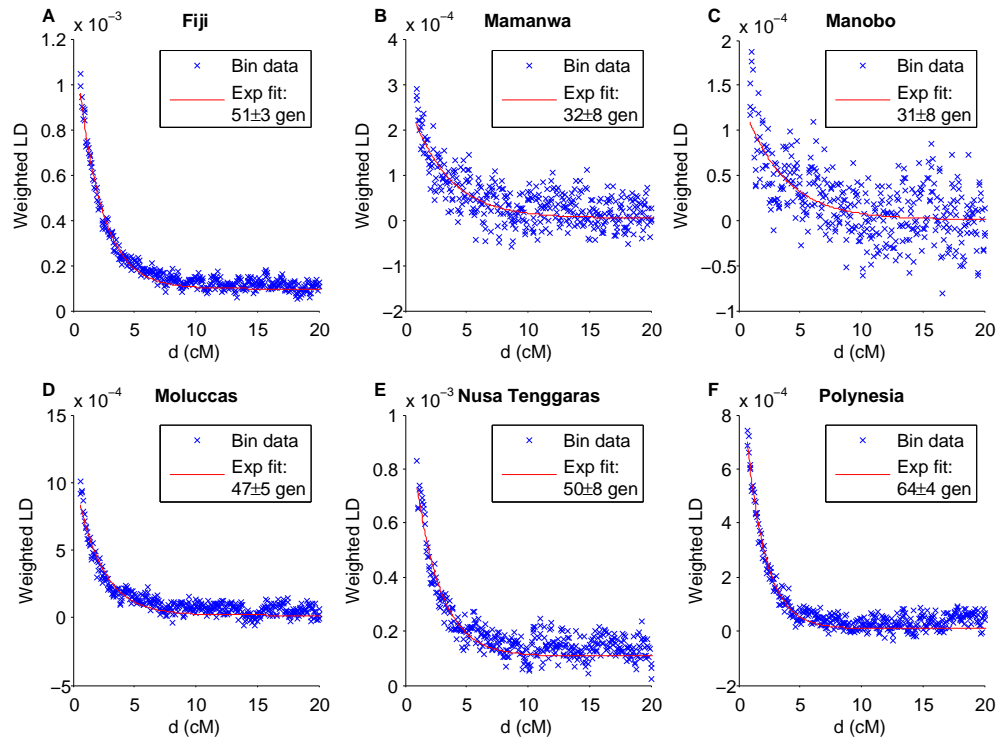 A
Fiji
x 10−3
1.2
1
0.8
0.6
0.4
0.2
0
0
5
10
15
20
Weighted LD
d (cM)
Bin data
Exp fit:
51±3 gen
B
Mamanwa
x 10−4
4
3
2
1
0
−1
−2
0
5
10
15
20
Weighted LD
d (cM)
Bin data
Exp fit:
32±8 gen
C
Manobo
x 10−4
2
1.5
1
0.5
0
−0.5
−1
0
5
10
15
20
Weighted LD
d (cM)
Bin data
Exp fit:
31±8 gen
D
Moluccas
x 10−4
15
10
5
0
−5
0
5
10
15
20
Weighted LD
d (cM)
Bin data
Exp fit:
47±5 gen
E
Nusa Tenggaras
x 10−3
1
0.8
0.6
0.4
0.2
0
0
5
10
15
20
Weighted LD
d (cM)
Bin data
Exp fit:
50±8 gen
F
Polynesia
x 10−4
8
6
4
2
0
−2
0
5
10
15
20
Weighted LD
d (cM)
Bin data
Exp fit:
64±4 gen